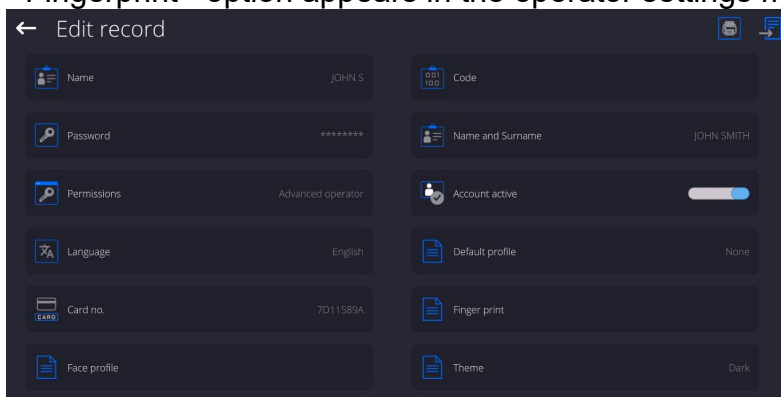 Fingerprint" option appears in the operator settings
← Edit record
Name JOHN S
001
100
Code
Password ********
Name and Surname JOHN SMITH
Permissions Advanced operator
Account active
Language English
Default profile None
CARD
Card no. 7D11589A
Finger print
Face profile
Theme Dark